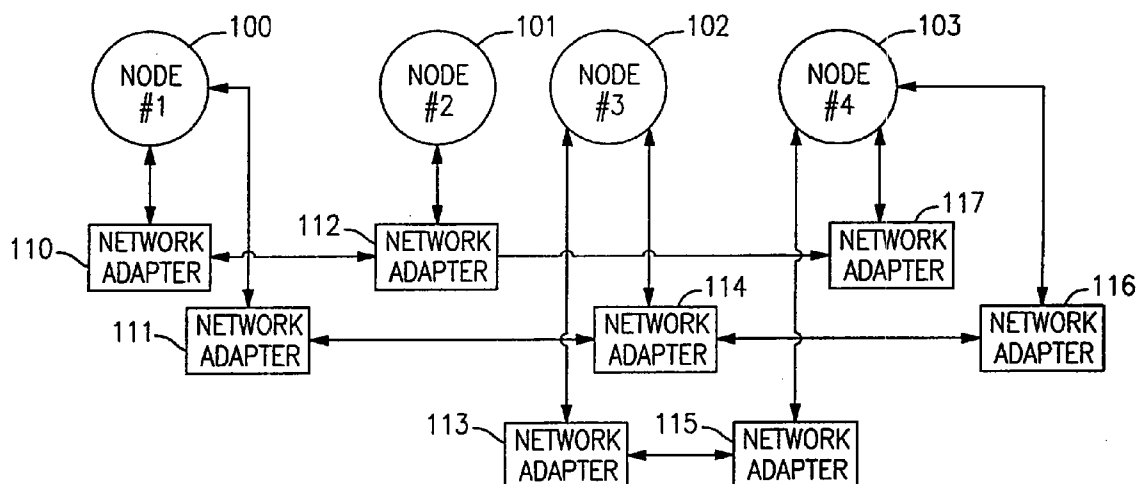 100
101
102
103
NODE
#1
NODE
#2
NODE
#3
NODE
#4
110
NETWORK
ADAPTER
112
NETWORK
ADAPTER
117
NETWORK
ADAPTER
111
NETWORK
ADAPTER
114
NETWORK
ADAPTER
116
NETWORK
ADAPTER
113
NETWORK
ADAPTER
115
NETWORK
ADAPTER